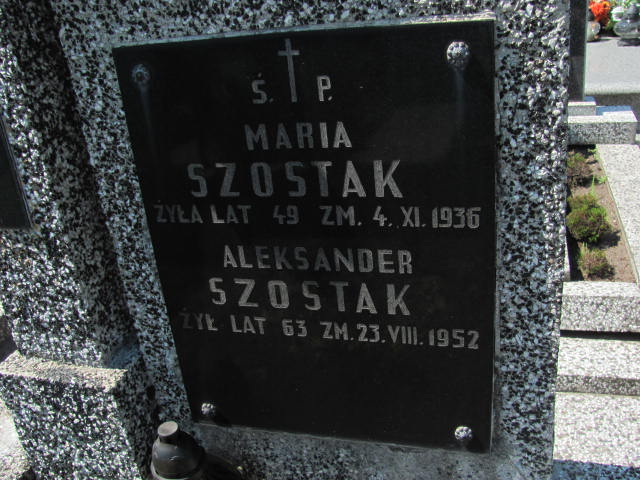 Ś. P.
MARIA
SZOSTAK
ŻYŁA LAT 49 ZM. 4. XI. 1936
ALEKSANDER
SZOSTAK
ŻYŁ LAT 63 ZM. 23. VIII. 1952